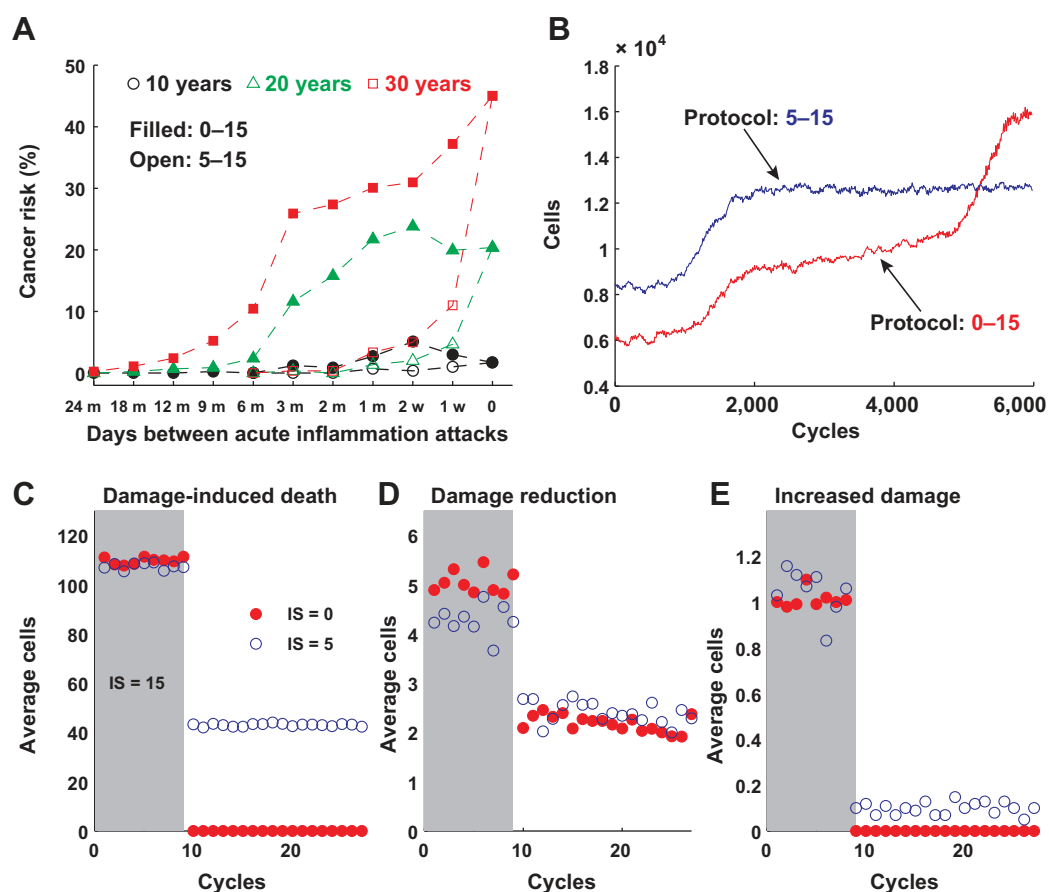 A
Cancer risk (%)
50
40
30
20
10
0
10 years
20 years
30 years
Filled: 0–15
Open: 5–15
24 m 18 m 12 m 9 m 6 m 3 m 2 m 1 m 2 w 1 w 0
Days between acute inflammation attacks
B
× 10⁴
Cells
1.8
1.6
1.4
1.2
1
0.8
0.6
0.4
Protocol: 5–15
Protocol: 0–15
0 2,000 4,000 6,000
Cycles
C
Damage-induced death
Average cells
120
100
80
60
40
20
0
IS = 15
IS = 0
IS = 5
0 20
Cycles
D
Damage reduction
Average cells
6
5
4
3
2
1
0
0 10 20
Cycles
E
Increased damage
Average cells
1.2
1
0.8
0.6
0.4
0.2
0
0 10 20
Cycles